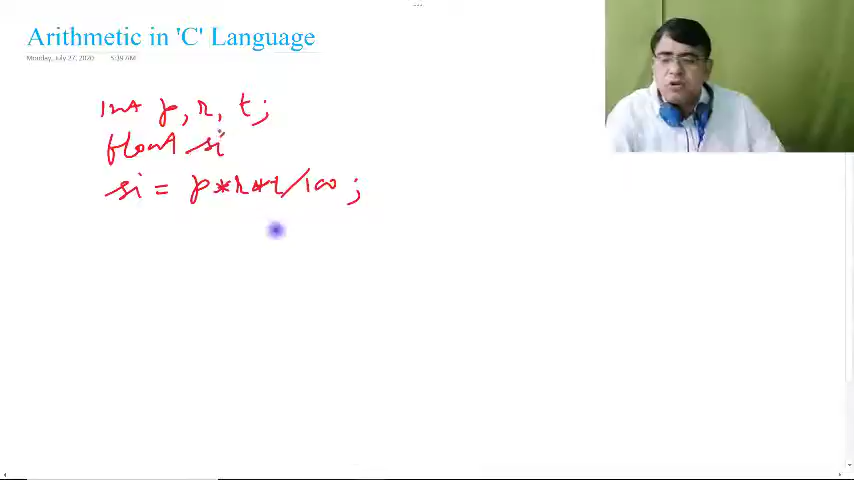 Arithmetic in 'C' Language
Monday, July 27, 2020 5:39 AM
int p, r, t;
float si
si = p*r*t/100;